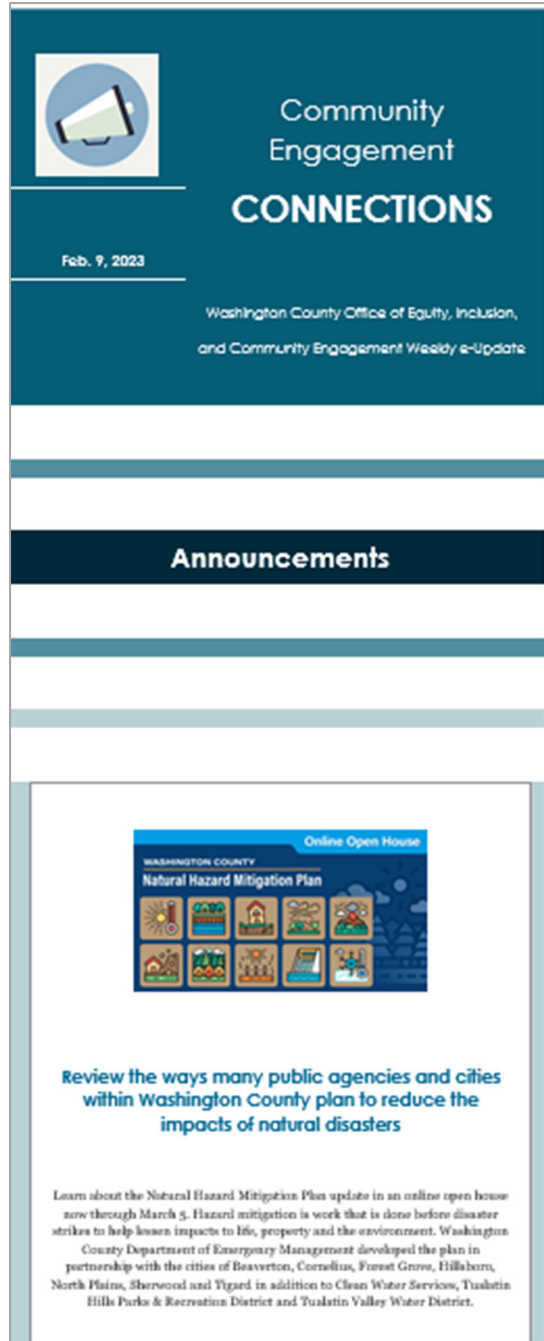 Community
Engagement
CONNECTIONS
Feb. 9, 2023
Washington County Office of Equity, Inclusion,
and Community Engagement Weekly e-Update
Announcements
Online Open House
WASHINGTON COUNTY
Natural Hazard Mitigation Plan
Review the ways many public agencies and cities
within Washington County plan to reduce the
impacts of natural disasters
Learn about the Natural Hazard Mitigation Plan update in an online open house
now through March 5. Hazard mitigation is work that is done before disaster
strikes to help lessen impacts to life, property and the environment. Washington
County Department of Emergency Management developed the plan in
partnership with the cities of Beaverton, Cornelius, Forest Grove, Hillsboro,
North Plains, Sherwood and Tigard in addition to Clean Water Services, Tualatin
Hills Parks & Recreation District and Tualatin Valley Water District.